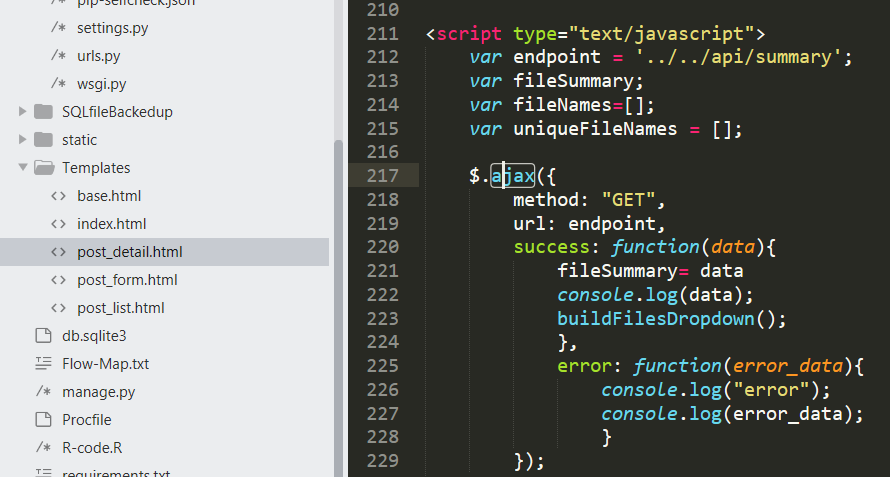 pip-selfcheck.json
settings.py
urls.py
wsgi.py
SQLfileBackedup
static
Templates
base.html
index.html
post_detail.html
post_form.html
post_list.html
db.sqlite3
Flow-Map.txt
manage.py
Procfile
R-code.R
requirements.txt
210
211 <script type="text/javascript">
212 var endpoint = '../../api/summary';
213 var fileSummary;
214 var fileNames=[];
215 var uniqueFileNames = [];
216
217 $.ajax({
218 method: "GET",
219 url: endpoint,
220 success: function(data){
221 fileSummary= data
222 console.log(data);
223 buildFilesDropdown();
224 },
225 error: function(error_data){
226 console.log("error");
227 console.log(error_data);
228 }
229 });